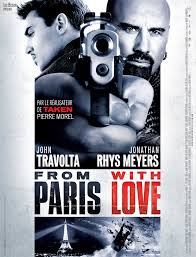 PAR LE RÉALISATEUR
DE TAKEN
PIERRE MOREL
JOHN
TRAVOLTA
JONATHAN
RHYS MEYERS
FROM WITH
PARIS LOVE